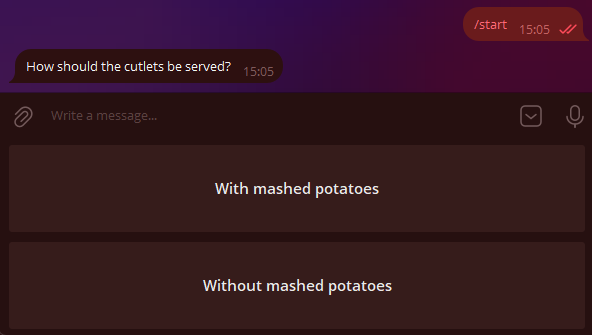 /start 15:05
How should the cutlets be served? 15:05
Write a message...
With mashed potatoes
Without mashed potatoes